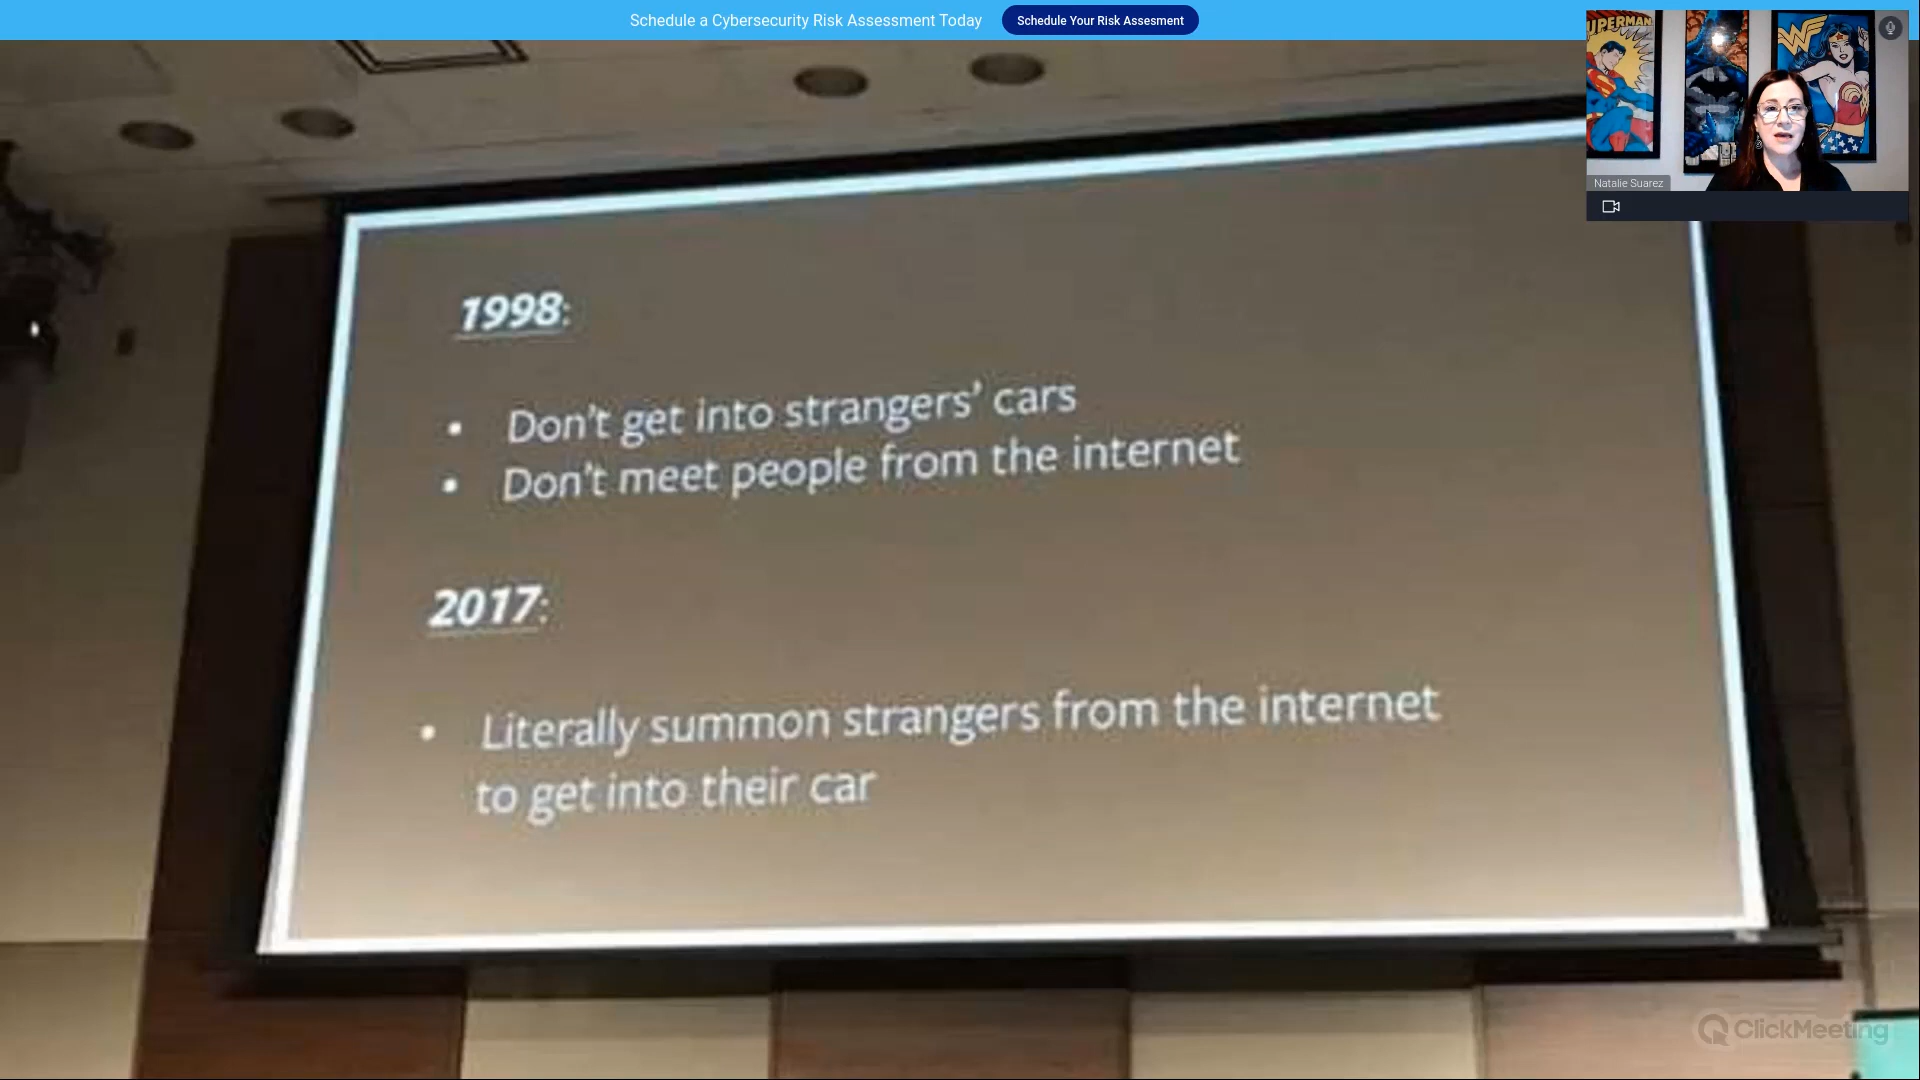 Schedule a Cybersecurity Risk Assessment Today
Schedule Your Risk Assesment
SUPERMAN
Natalie Suarez
1998:
• Don't get into strangers' cars
• Don't meet people from the internet
2017:
• Literally summon strangers from the internet
to get into their car
ClickMeeting